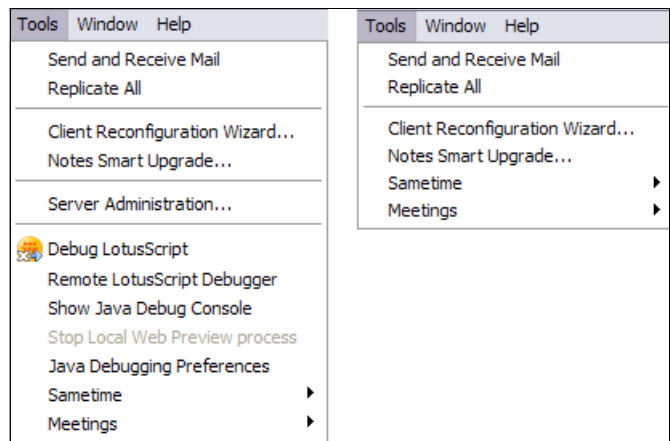 Tools Window Help
Send and Receive Mail
Replicate All
Client Reconfiguration Wizard...
Notes Smart Upgrade...
Server Administration...
Debug LotusScript
Remote LotusScript Debugger
Show Java Debug Console
Stop Local Web Preview process
Java Debugging Preferences
Sametime
Meetings
Tools Window Help
Send and Receive Mail
Replicate All
Client Reconfiguration Wizard...
Notes Smart Upgrade...
Sametime
Meetings